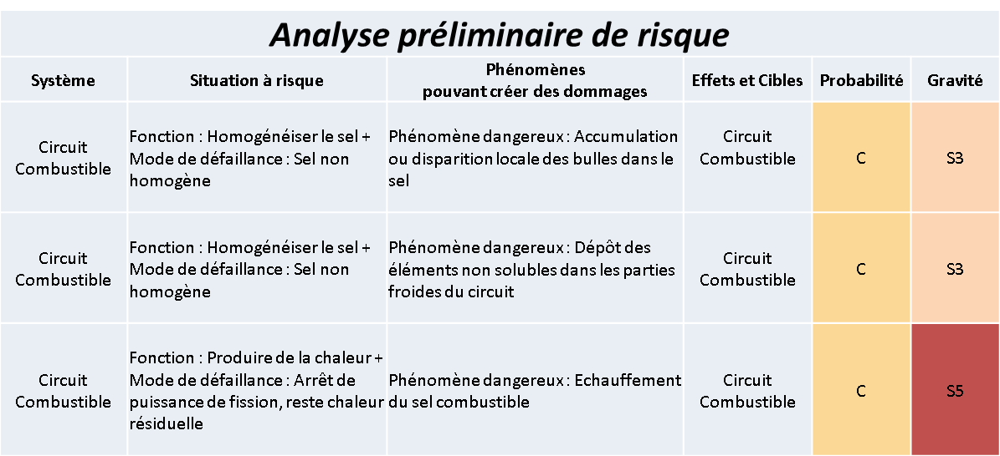 Analyse préliminaire de risque
Système
Situation à risque
Phénomènes
pouvant créer des dommages
Effets et Cibles
Probabilité
Gravité
Circuit
Combustible
Fonction : Homogénéiser le sel +
Mode de défaillance : Sel non
homogène
Phénomène dangereux : Accumulation
ou disparition locale des bulles dans le
sel
Circuit
Combustible
C
S3
Circuit
Combustible
Fonction : Homogénéiser le sel +
Mode de défaillance : Sel non
homogène
Phénomène dangereux : Dépôt des
éléments non solubles dans les parties
froides du circuit
Circuit
Combustible
C
S3
Circuit
Combustible
Fonction : Produire de la chaleur +
Mode de défaillance : Arrêt de
puissance de fission, reste chaleur
résiduelle
Phénomène dangereux : Echauffement
du sel combustible
Circuit
Combustible
C
S5